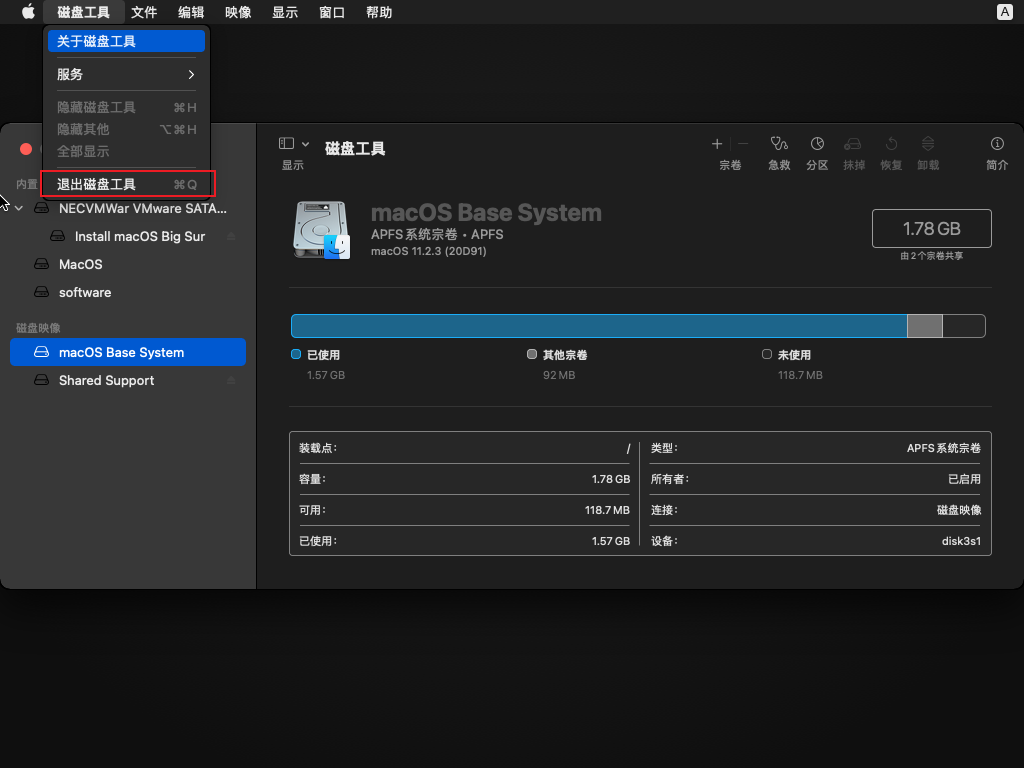 磁盘工具 文件 编辑 映像 显示 窗口 帮助 A
关于磁盘工具
服务
隐藏磁盘工具 ⌘H
隐藏其他 ⌥⌘H
全部显示
退出磁盘工具 ⌘Q
内置
NECVMWar VMware SATA...
Install macOS Big Sur
MacOS
software
磁盘映像
macOS Base System
Shared Support
显示
磁盘工具
宗卷 急救 分区 抹掉 恢复 卸载 简介
macOS Base System
APFS系统宗卷 • APFS
macOS 11.2.3 (20D91)
1.78 GB
由2个宗卷共享
已使用
1.57 GB
其他宗卷
92 MB
未使用
118.7 MB
装载点: /
容量: 1.78 GB
可用: 118.7 MB
已使用: 1.57 GB
类型: APFS系统宗卷
所有者: 已启用
连接: 磁盘映像
设备: disk3s1